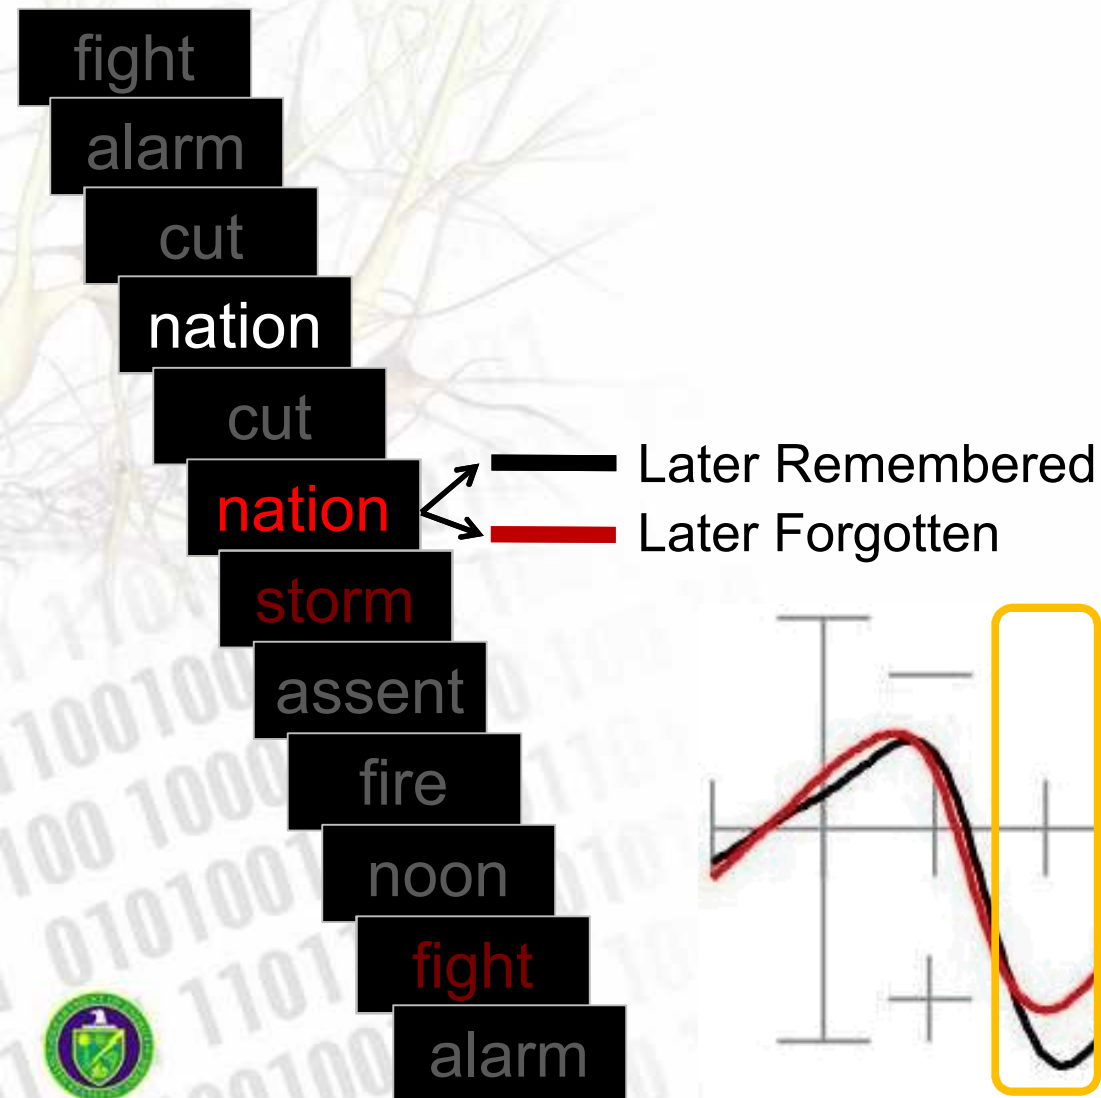 fight
alarm
cut
nation
cut
nation
Later Remembered
Later Forgotten
storm
assent
fire
noon
fight
alarm